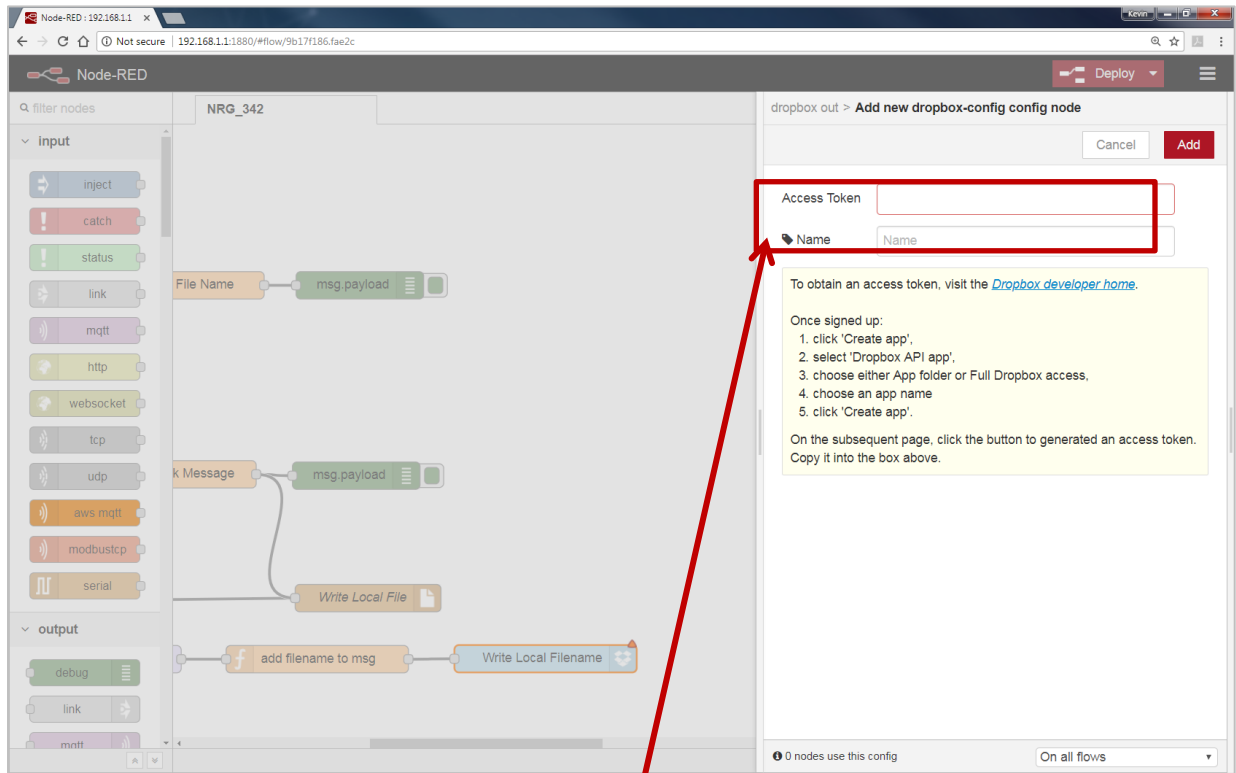 Node-RED : 192.168.1.1
Kevin
Not secure | 192.168.1.1:1880/#flow/9b17f186.fae2c
Node-RED
Deploy
filter nodes
NRG_342
dropbox out > Add new dropbox-config config node
Cancel
Add
input
inject
catch
status
link
mqtt
http
websocket
tcp
udp
aws mqtt
modbustcp
serial
output
debug
link
mqtt
File Name
msg.payload
k Message
msg.payload
Write Local File
add filename to msg
Write Local Filename
Access Token
Name
Name
To obtain an access token, visit the Dropbox developer home.
Once signed up:
1. click 'Create app',
2. select 'Dropbox API app',
3. choose either App folder or Full Dropbox access,
4. choose an app name
5. click 'Create app'.
On the subsequent page, click the button to generated an access token.
Copy it into the box above.
0 nodes use this config
On all flows